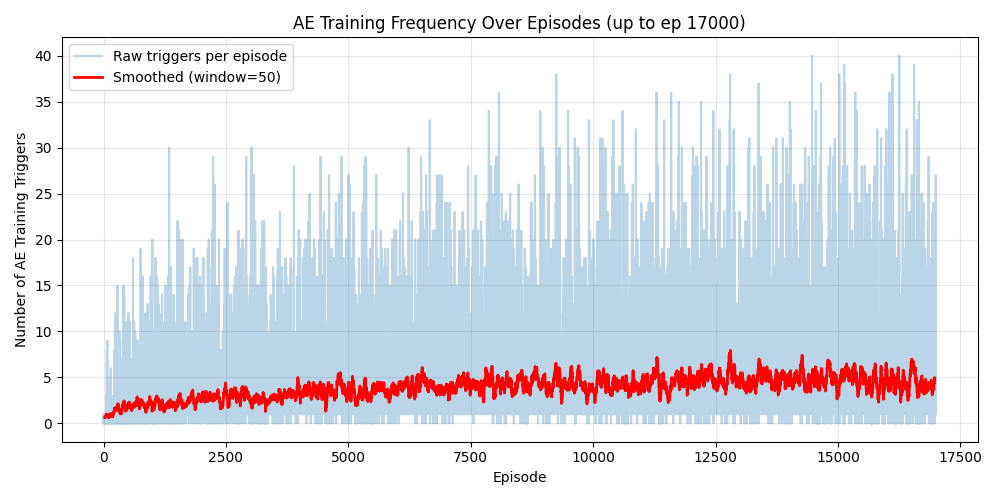 AE Training Frequency Over Episodes (up to ep 17000)
Raw triggers per episode
Smoothed (window=50)
40
35
30
25
20
15
10
5
0
Number of AE Training Triggers
0 2500 5000 7500 10000 12500 15000 17500
Episode